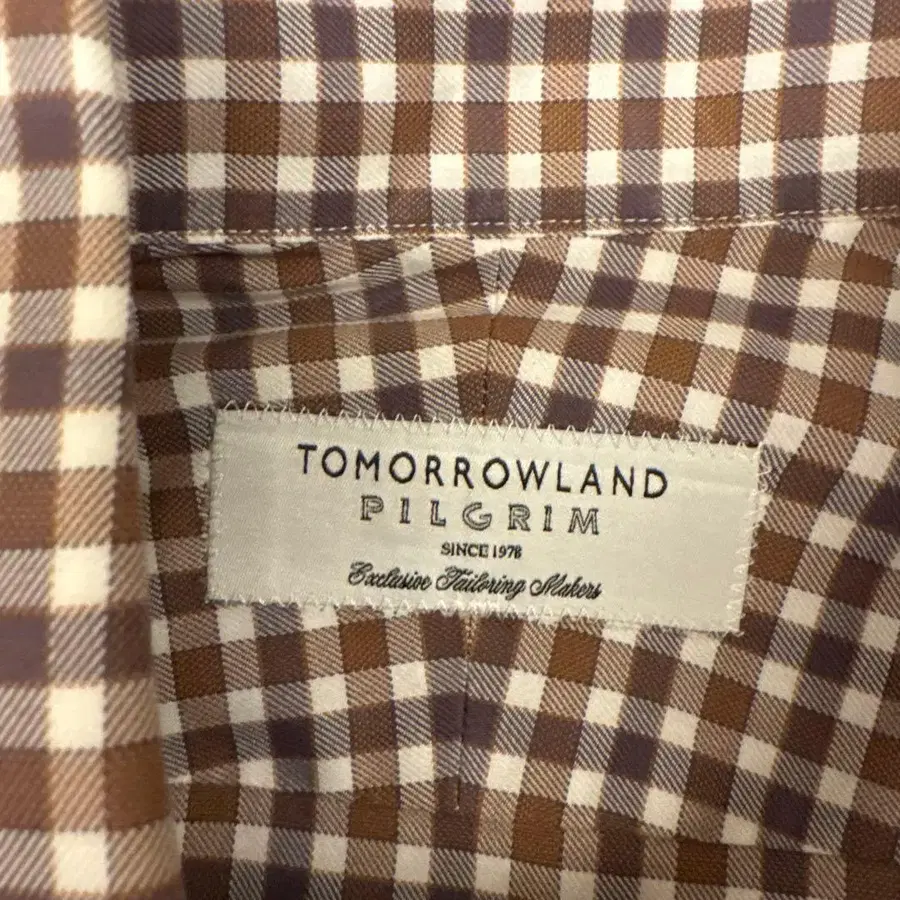 TOMORROWLAND
PILGRIM
SINCE 1978
Exclusive Tailoring Makers